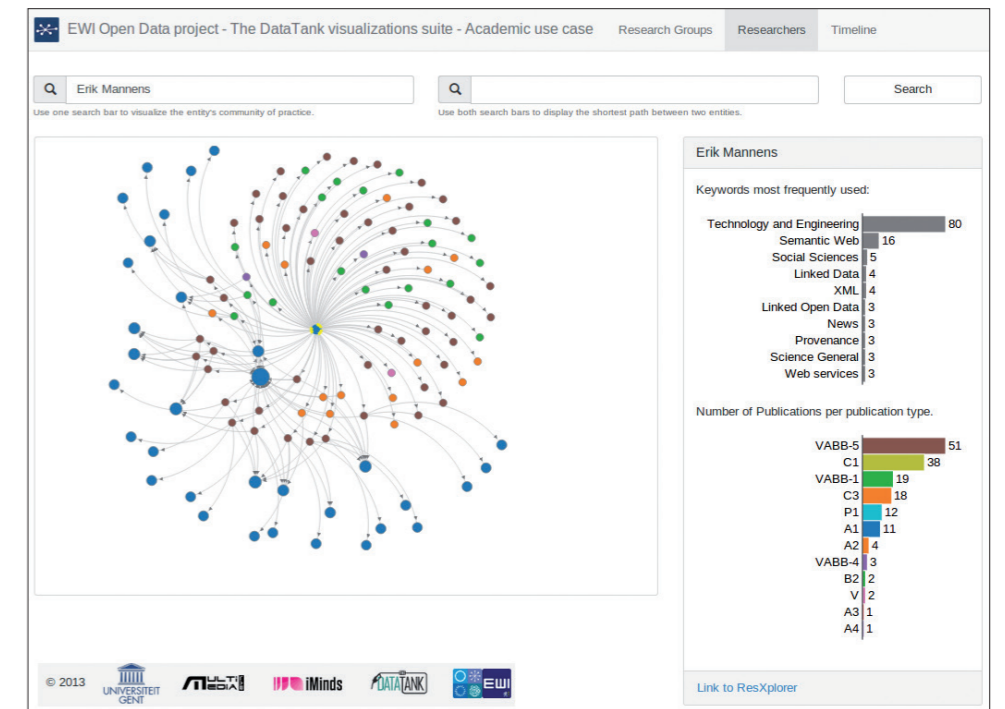 EWI Open Data project - The DataTank visualizations suite - Academic use case Research Groups Researchers Timeline
Erik Mannens Search
Use one search bar to visualize the entity's community of practice. Use both search bars to display the shortest path between two entities.
Erik Mannens
Keywords most frequently used:
Technology and Engineering 80
Semantic Web 16
Social Sciences 5
Linked Data 4
XML 4
Linked Open Data 3
News 3
Provenance 3
Science General 3
Web services 3
Number of Publications per publication type.
VABB-5 51
C1 38
VABB-1 19
C3 18
P1 12
A1 11
A2 4
VABB-4 3
B2 2
V 2
A3 1
A4 1
Link to ResXplorer
© 2013
UNIVERSITEIT
GENT
MULTI
MEDIA
iMinds
DATATANK
EWI